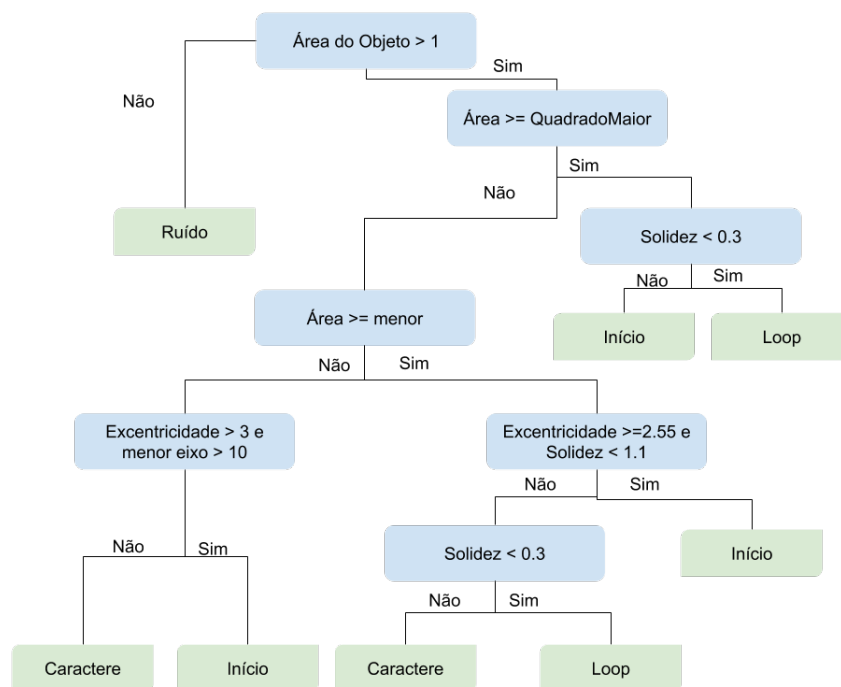 Área do Objeto > 1
Sim
Não
Área >= QuadradoMaior
Sim
Não
Ruído
Solidez < 0.3
Não
Sim
Área >= menor
Início
Loop
Não
Sim
Excentricidade > 3 e
menor eixo > 10
Excentricidade >=2.55 e
Solidez < 1.1
Não
Sim
Não
Sim
Solidez < 0.3
Início
Não
Sim
Caractere
Início
Caractere
Loop